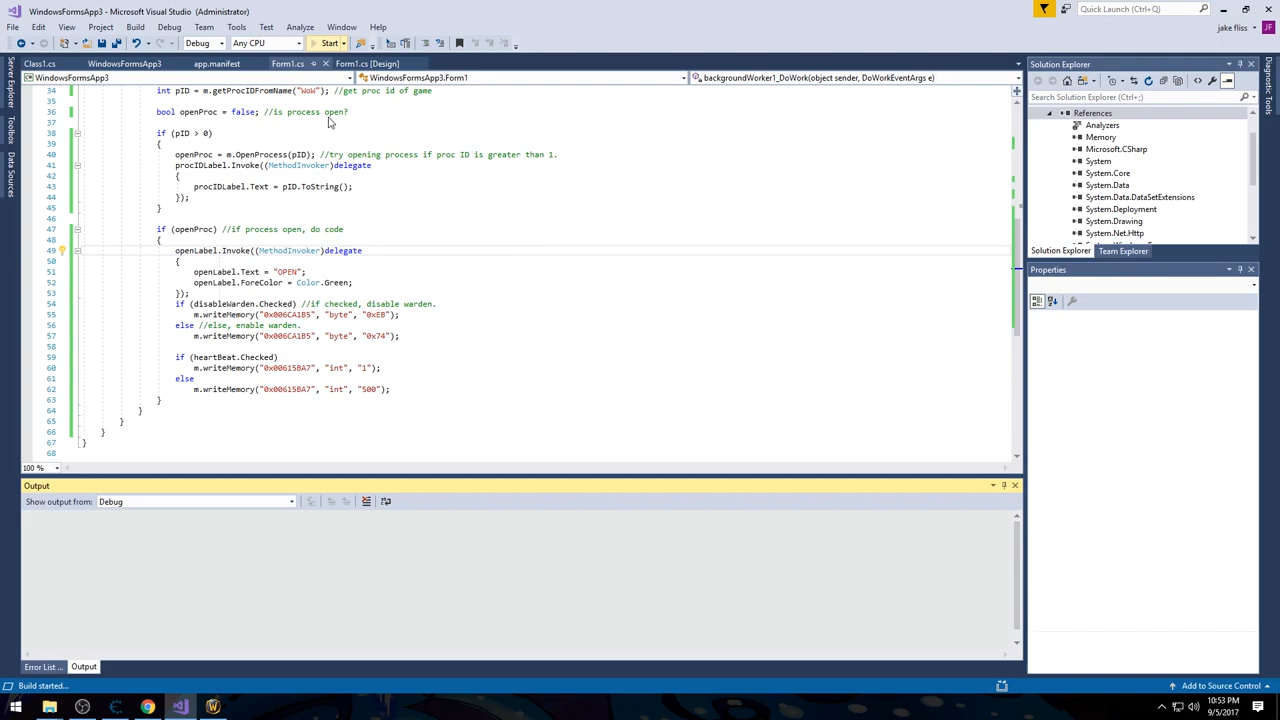 WindowsFormsApp3 - Microsoft Visual Studio (Administrator)
Quick Launch (Ctrl+Q)
File Edit View Project Build Debug Team Tools Test Analyze Window Help
jake fliss JF
Debug Any CPU Start
Class1.cs WindowsFormsApp3 app.manifest Form1.cs Form1.cs [Design]
WindowsFormsApp3 WindowsFormsApp3.Form1 backgroundWorker1_DoWork(object sender, DoWorkEventArgs e)
34 int pID = m.getProcIDFromName("WoW"); //get proc id of game
35
36 bool openProc = false; //is process open?
37
38 if (pID > 0)
39 {
40 openProc = m.OpenProcess(pID); //try opening process if proc ID is greater than 1.
41 procIDLabel.Invoke((MethodInvoker)delegate
42 {
43 procIDLabel.Text = pID.ToString();
44 });
45 }
46
47 if (openProc) //if process open, do code
48 {
49 openLabel.Invoke((MethodInvoker)delegate
50 {
51 openLabel.Text = "OPEN";
52 openLabel.ForeColor = Color.Green;
53 });
54 if (disableWarden.Checked) //if checked, disable warden.
55 m.writeMemory("0x006CA1B5", "byte", "0xEB");
56 else //else, enable warden.
57 m.writeMemory("0x006CA1B5", "byte", "0x74");
58
59 if (heartBeat.Checked)
60 m.writeMemory("0x00615BA7", "int", "1");
61 else
62 m.writeMemory("0x00615BA7", "int", "500");
63 }
64 }
65 }
66 }
67 }
68
100 %
Output
Show output from: Debug
Error List ... Output
Build started...
Server Explorer
Toolbox
Data Sources
Solution Explorer
Search Solution Explorer (Ctrl+;)
References
Analyzers
Memory
Microsoft.CSharp
System
System.Core
System.Data
System.Data.DataSetExtensions
System.Deployment
System.Drawing
System.Net.Http
Solution Explorer Team Explorer
Properties
Diagnostic Tools
Add to Source Control
10:53 PM
9/5/2017